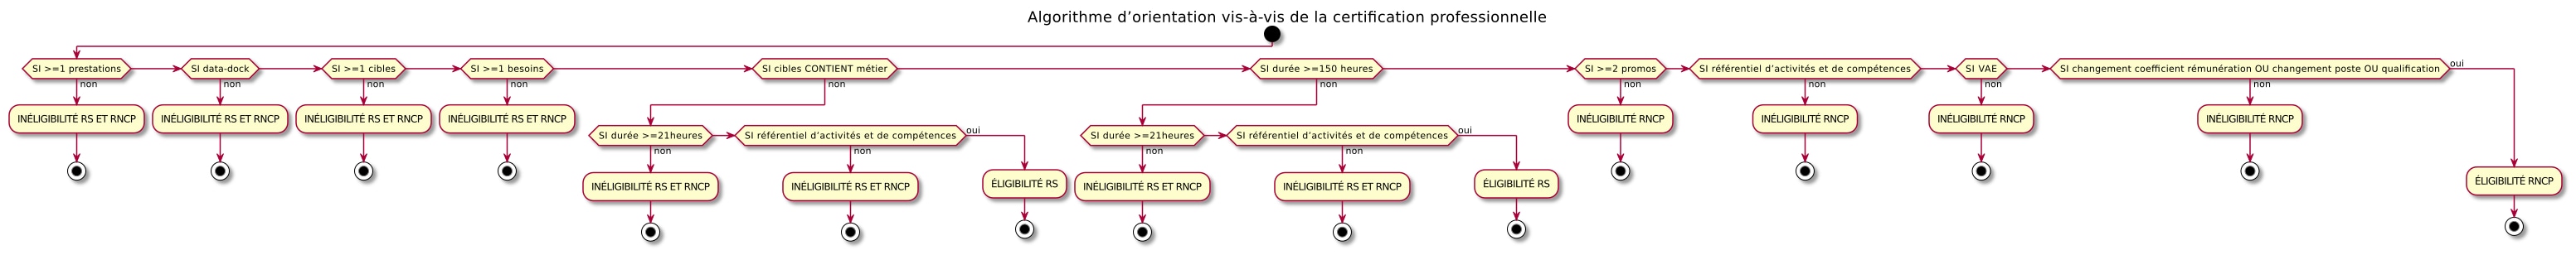 Algorithme d’orientation vis-à-vis de la certification professionnelle
SI >=1 prestations
non
INÉLIGIBILITÉ RS ET RNCP
SI data-dock
non
INÉLIGIBILITÉ RS ET RNCP
SI >=1 cibles
non
INÉLIGIBILITÉ RS ET RNCP
SI >=1 besoins
non
INÉLIGIBILITÉ RS ET RNCP
SI cibles CONTIENT métier
non
SI durée >=21heures
non
INÉLIGIBILITÉ RS ET RNCP
SI référentiel d’activités et de compétences
oui
non
INÉLIGIBILITÉ RS ET RNCP
ÉLIGIBILITÉ RS
SI durée >=150 heures
non
SI durée >=21heures
non
INÉLIGIBILITÉ RS ET RNCP
SI référentiel d’activités et de compétences
oui
non
INÉLIGIBILITÉ RS ET RNCP
ÉLIGIBILITÉ RS
SI >=2 promos
non
INÉLIGIBILITÉ RNCP
SI référentiel d’activités et de compétences
non
INÉLIGIBILITÉ RNCP
SI VAE
non
INÉLIGIBILITÉ RNCP
SI changement coefficient rémunération OU changement poste OU qualification
oui
non
INÉLIGIBILITÉ RNCP
ÉLIGIBILITÉ RNCP